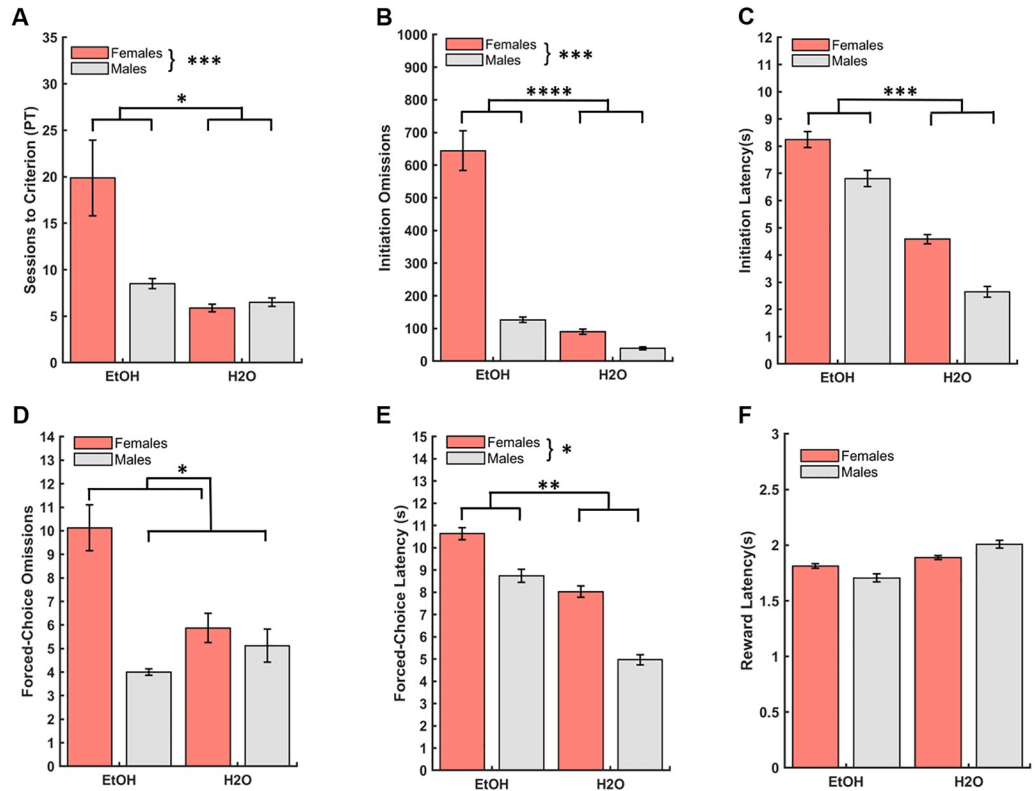 A
Sessions to Criterion (PT)
35
30
25
20
15
10
5
0
Females
Males
} ***
*
EtOH H2O
B
Initiation Omissions
1000
900
800
700
600
500
400
300
200
100
0
Females
Males
} ***
****
EtOH H2O
C
Initiation Latency(s)
12
11
10
9
8
7
6
5
4
3
2
1
0
Females
Males
***
EtOH H2O
D
Forced-Choice Omissions
14
13
12
11
10
9
8
7
6
5
4
3
2
1
0
Females
Males
*
EtOH H2O
E
Forced-Choice Latency (s)
15
14
13
12
11
10
9
8
7
6
5
4
3
2
1
0
Females
Males
} *
**
EtOH H2O
F
Reward Latency(s)
3
2.5
2
1.5
1
0.5
0
Females
Males
EtOH H2O